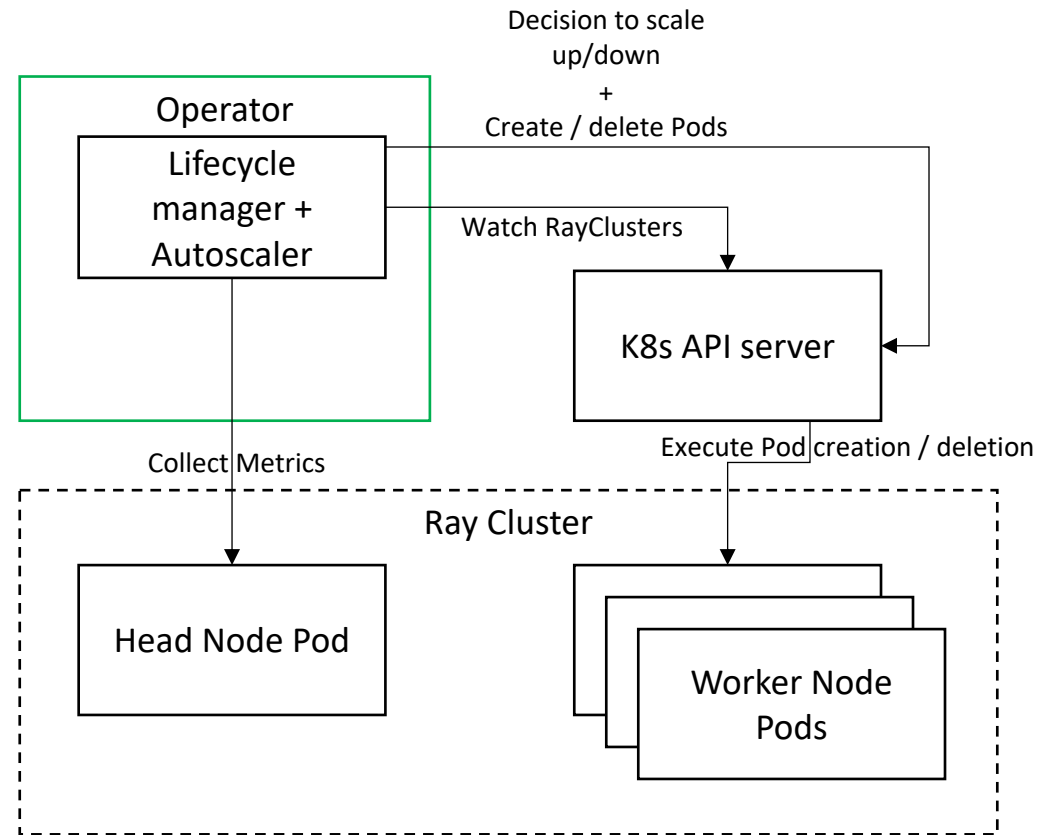 Decision to scale
up/down
+
Create / delete Pods
Operator
Lifecycle
manager +
Autoscaler
Watch RayClusters
K8s API server
Execute Pod creation / deletion
Collect Metrics
Ray Cluster
Head Node Pod
Worker Node
Pods